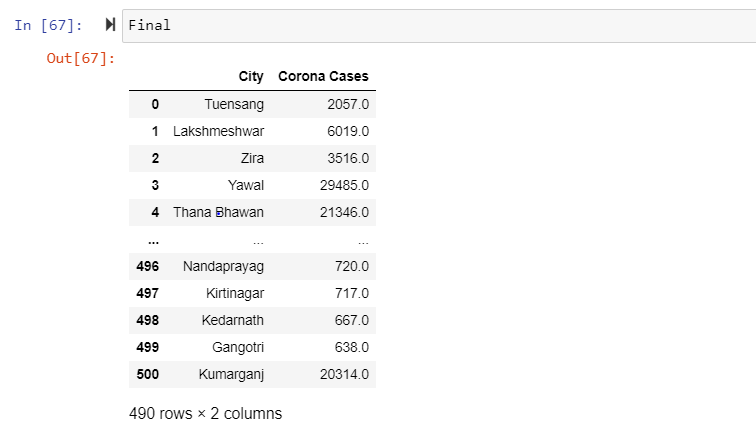 In [67]: Final
Out[67]:
City Corona Cases
0 Tuensang 2057.0
1 Lakshmeshwar 6019.0
2 Zira 3516.0
3 Yawal 29485.0
4 Thana Bhawan 21346.0
... ... ...
496 Nandaprayag 720.0
497 Kirtinagar 717.0
498 Kedarnath 667.0
499 Gangotri 638.0
500 Kumarganj 20314.0
490 rows × 2 columns